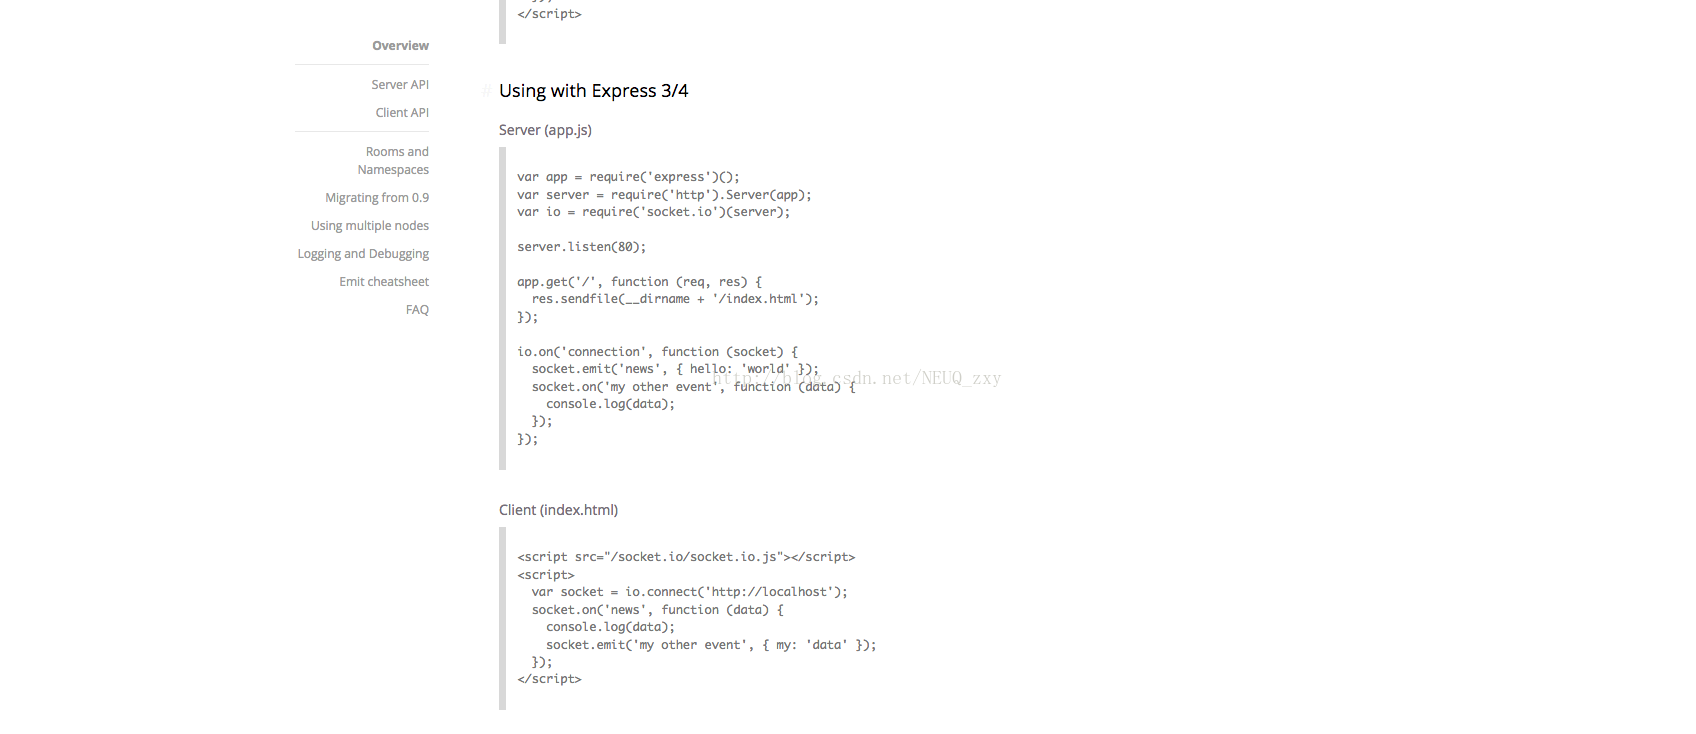 </script>
Overview
Server API
Client API
Rooms and
Namespaces
Migrating from 0.9
Using multiple nodes
Logging and Debugging
Emit cheatsheet
FAQ
# Using with Express 3/4
Server (app.js)
var app = require('express')();
var server = require('http').Server(app);
var io = require('socket.io')(server);
server.listen(80);
app.get('/', function (req, res) {
  res.sendfile(__dirname + '/index.html');
});
io.on('connection', function (socket) {
  socket.emit('news', { hello: 'world' });
  socket.on('my other event', function (data) {
    console.log(data);
  });
});
http://blog.csdn.net/NEUQ_zxy
Client (index.html)
<script src="/socket.io/socket.io.js"></script>
<script>
  var socket = io.connect('http://localhost');
  socket.on('news', function (data) {
    console.log(data);
    socket.emit('my other event', { my: 'data' });
  });
</script>